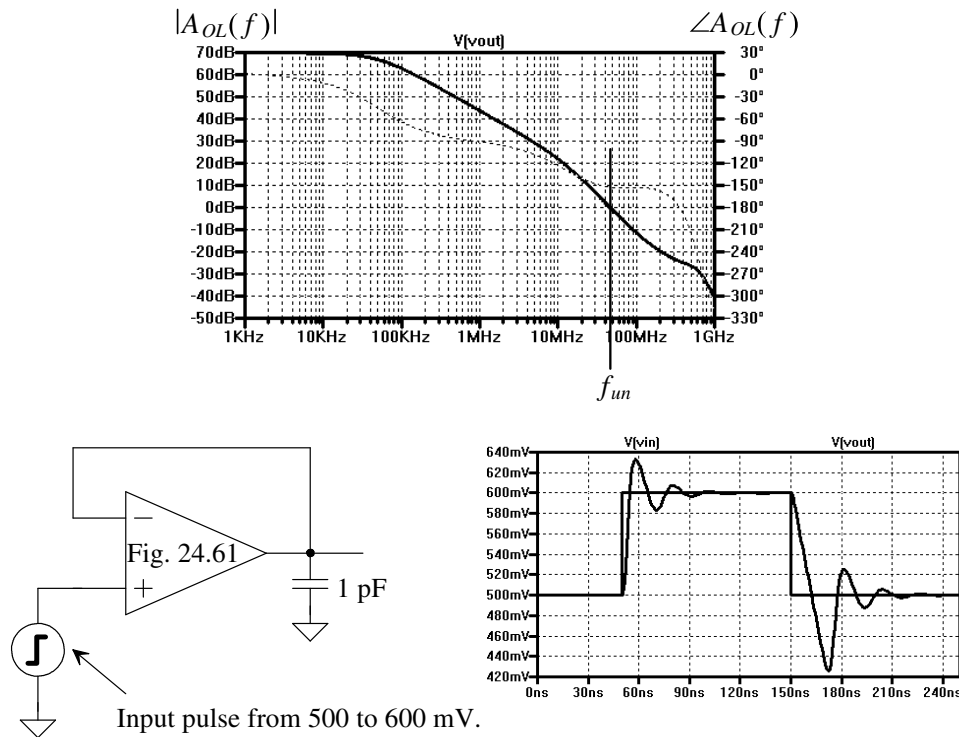 |A_OL(f)|
∠A_OL(f)
V(vout)
70dB 30°
60dB 0°
50dB -30°
40dB -60°
30dB -90°
20dB -120°
10dB -150°
0dB -180°
-10dB -210°
-20dB -240°
-30dB -270°
-40dB -300°
-50dB -330°
1KHz 10KHz 100KHz 1MHz 10MHz 100MHz 1GHz
f_un
−
Fig. 24.61
+
1 pF
Input pulse from 500 to 600 mV.
V(vin) V(vout)
640mV
620mV
600mV
580mV
560mV
540mV
520mV
500mV
480mV
460mV
440mV
420mV
0ns 30ns 60ns 90ns 120ns 150ns 180ns 210ns 240ns